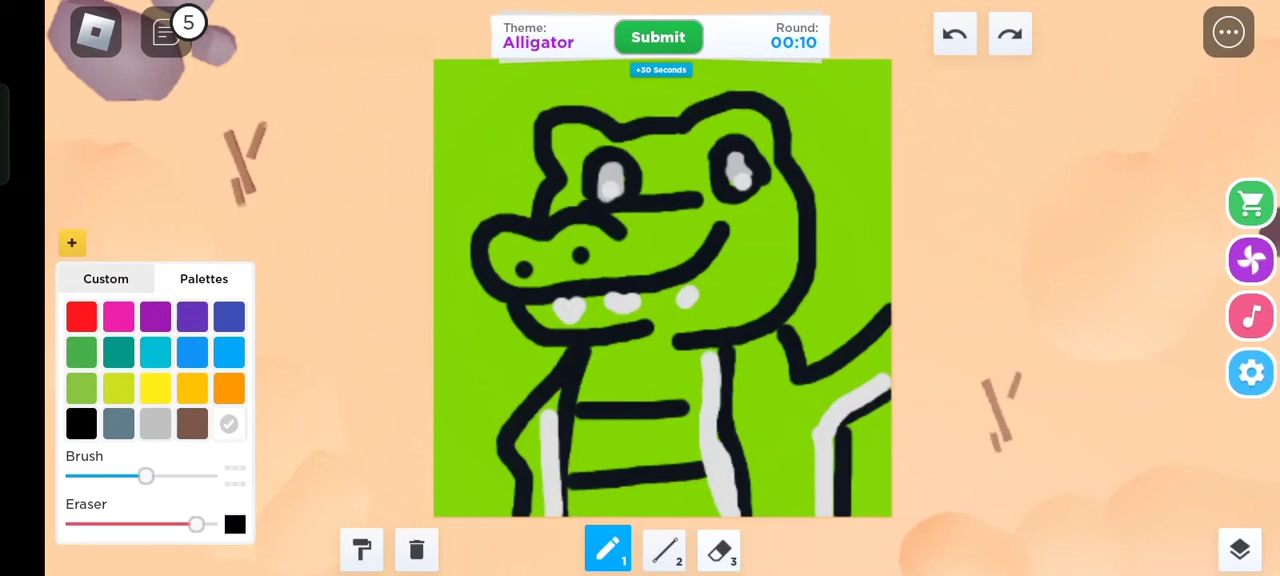 5
Theme:
Alligator
Submit
Round:
00:10
+30 Seconds
+
Custom
Palettes
Brush
Eraser
1
2
3